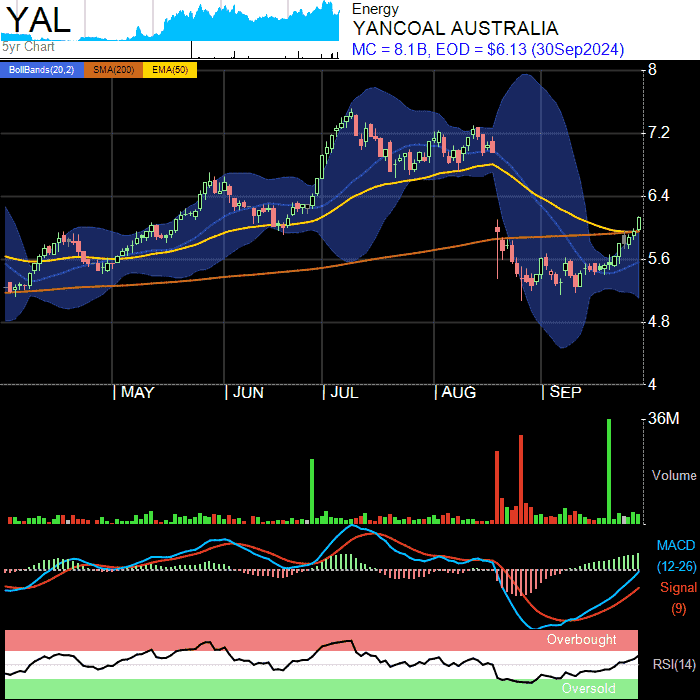 YAL
5yr Chart
Energy
YANCOAL AUSTRALIA
MC = 8.1B, EOD = $6.13 (30Sep2024)
BollBands(20,2) SMA(200) EMA(50)
8
7.2
6.4
5.6
4.8
4
MAY JUN JUL AUG SEP
36M
Volume
MACD
(12-26)
Signal
(9)
Overbought
RSI(14)
Oversold